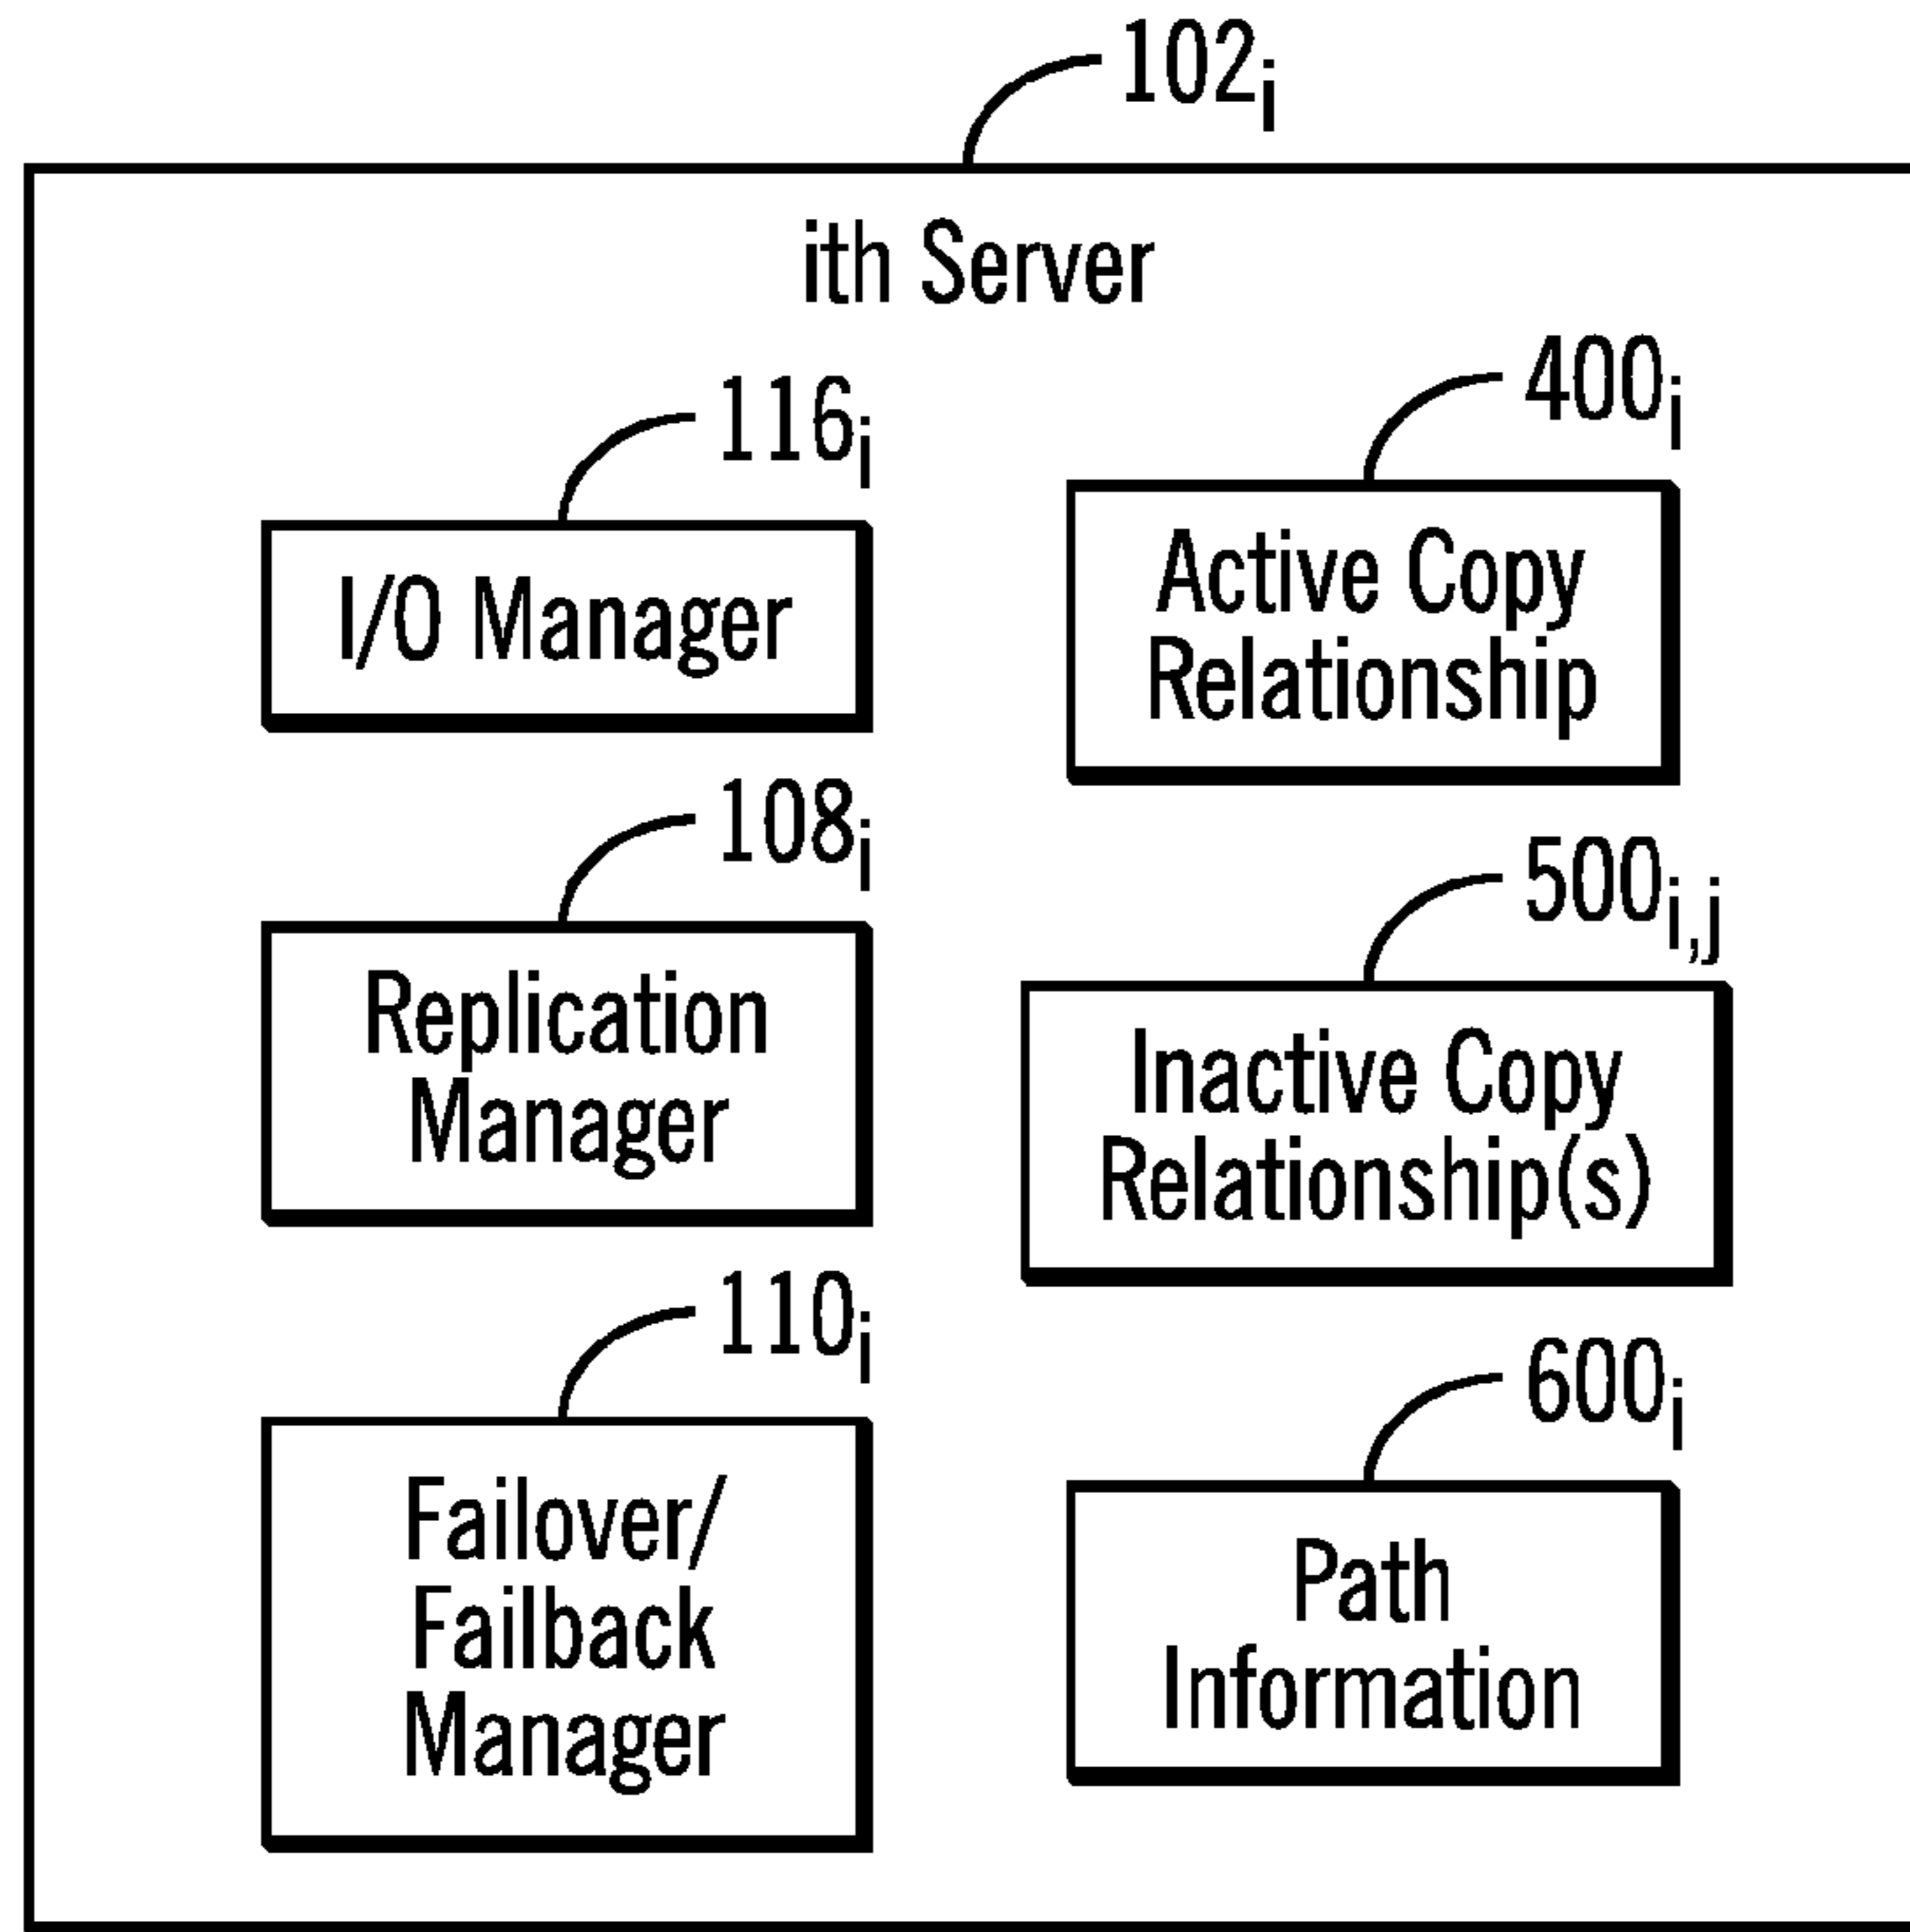 102i
ith Server
116i
I/O Manager
108i
Replication
Manager
110i
Failover/
Failback
Manager
400i
Active Copy
Relationship
500i,j
Inactive Copy
Relationship(s)
600i
Path
Information